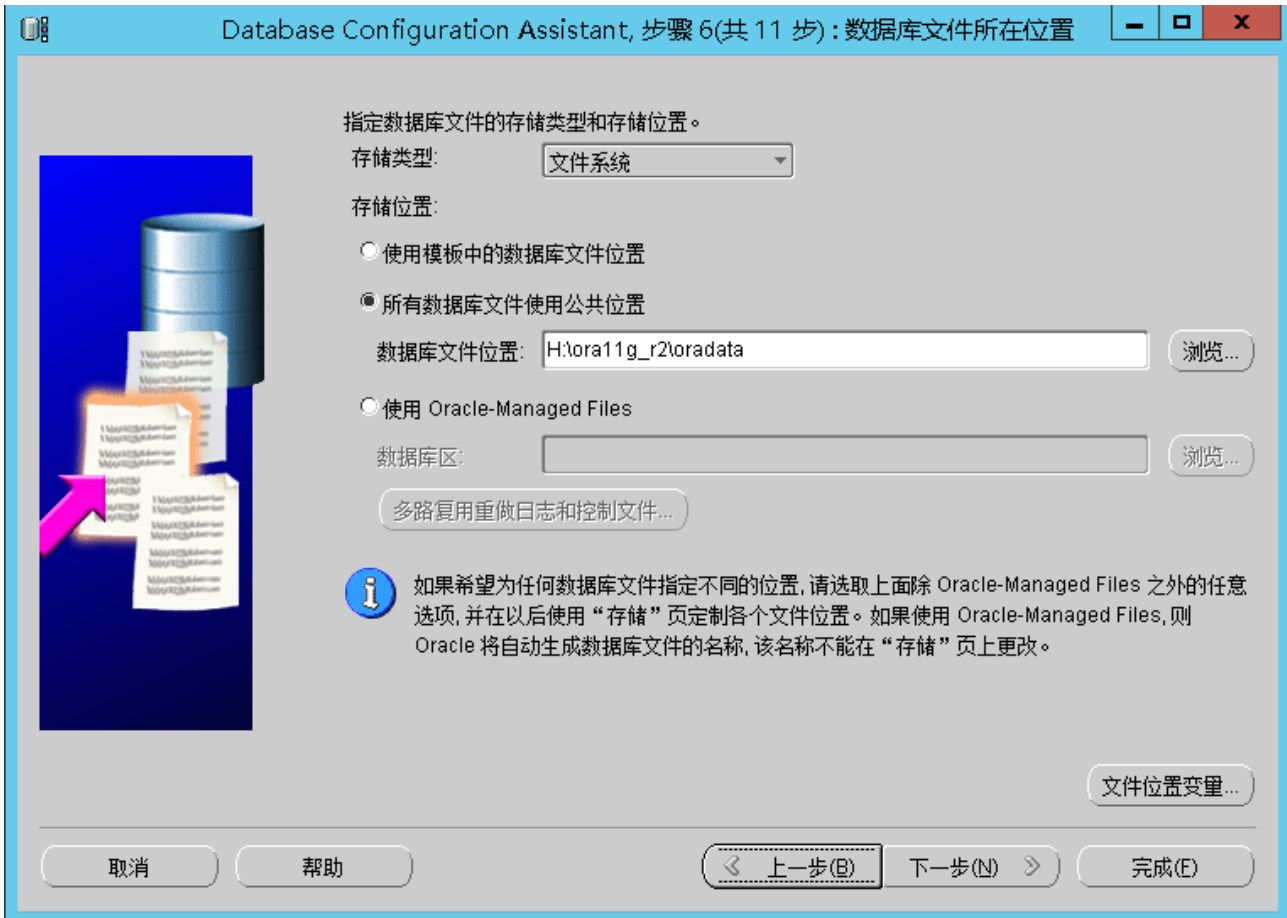 Database Configuration Assistant, 步骤 6(共 11 步) : 数据库文件所在位置
指定数据库文件的存储类型和存储位置。
存储类型:
文件系统
存储位置:
使用模板中的数据库文件位置
所有数据库文件使用公共位置
数据库文件位置:
H:\ora11g_r2\oradata
浏览...
使用 Oracle-Managed Files
数据库区:
浏览...
多路复用重做日志和控制文件...
如果希望为任何数据库文件指定不同的位置, 请选取上面除 Oracle-Managed Files 之外的任意
选项, 并在以后使用“存储”页定制各个文件位置。如果使用 Oracle-Managed Files, 则
Oracle 将自动生成数据库文件的名称, 该名称不能在“存储”页上更改。
文件位置变量...
取消
帮助
上一步(B)
下一步(N)
完成(F)